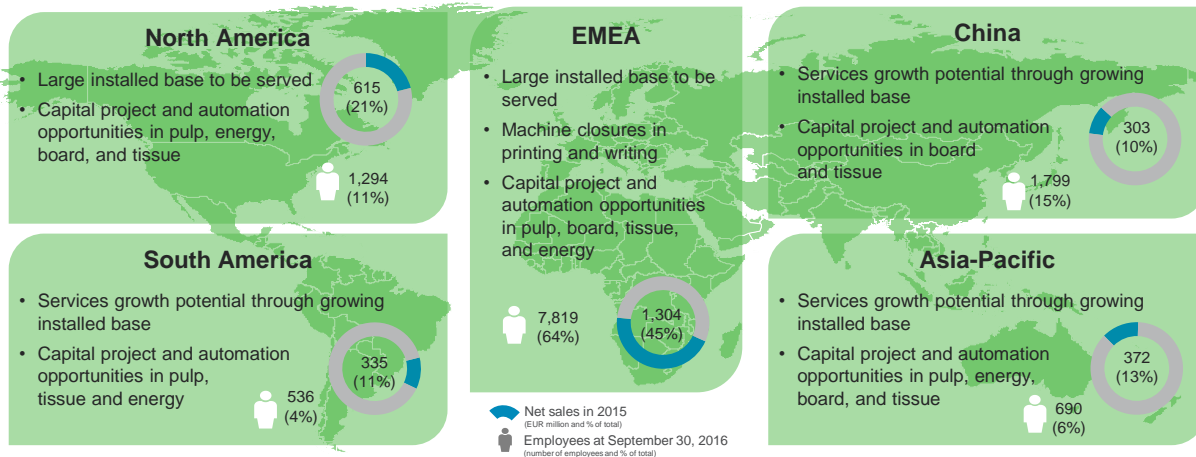 North America
• Large installed base to be served
• Capital project and automation
opportunities in pulp, energy,
board, and tissue
615
(21%)
1,294
(11%)
South America
• Services growth potential through growing
installed base
• Capital project and automation
opportunities in pulp,
tissue and energy
335
(11%)
536
(4%)
EMEA
• Large installed base to be
served
• Machine closures in
printing and writing
• Capital project and
automation opportunities
in pulp, board, tissue,
and energy
7,819
(64%)
1,304
(45%)
Net sales in 2015
(EUR million and % of total)
Employees at September 30, 2016
(number of employees and % of total)
China
• Services growth potential through growing
installed base
• Capital project and automation
opportunities in board
and tissue
303
(10%)
1,799
(15%)
Asia-Pacific
• Services growth potential through growing
installed base
• Capital project and automation
opportunities in pulp, energy,
board, and tissue
372
(13%)
690
(6%)